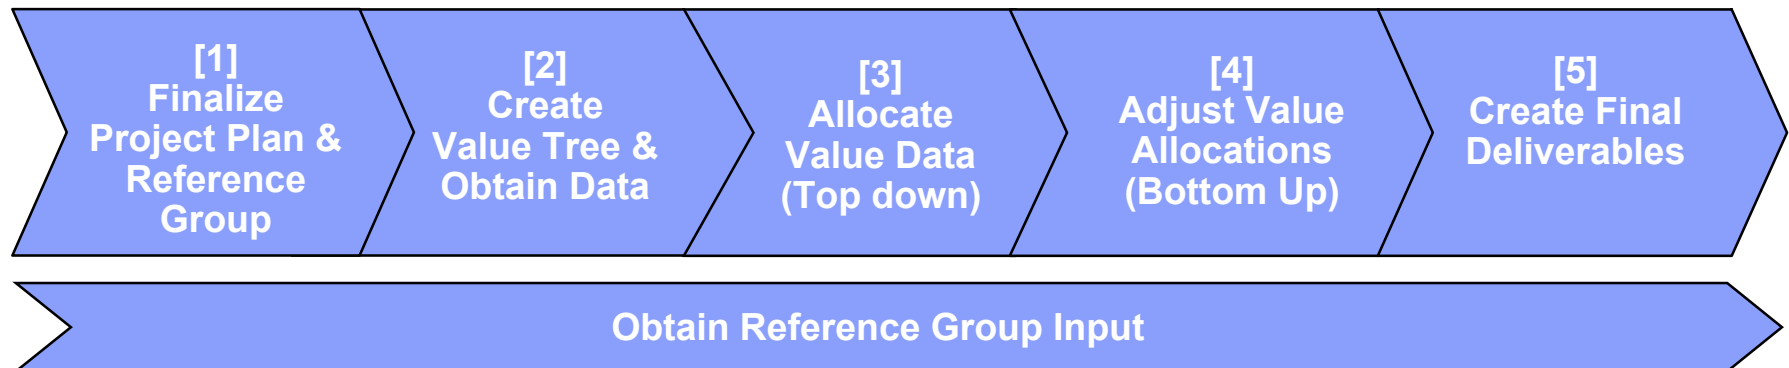 [1]
Finalize
Project Plan &
Reference
Group
[2]
Create
Value Tree &
Obtain Data
[3]
Allocate
Value Data
(Top down)
[4]
Adjust Value
Allocations
(Bottom Up)
[5]
Create Final
Deliverables
Obtain Reference Group Input